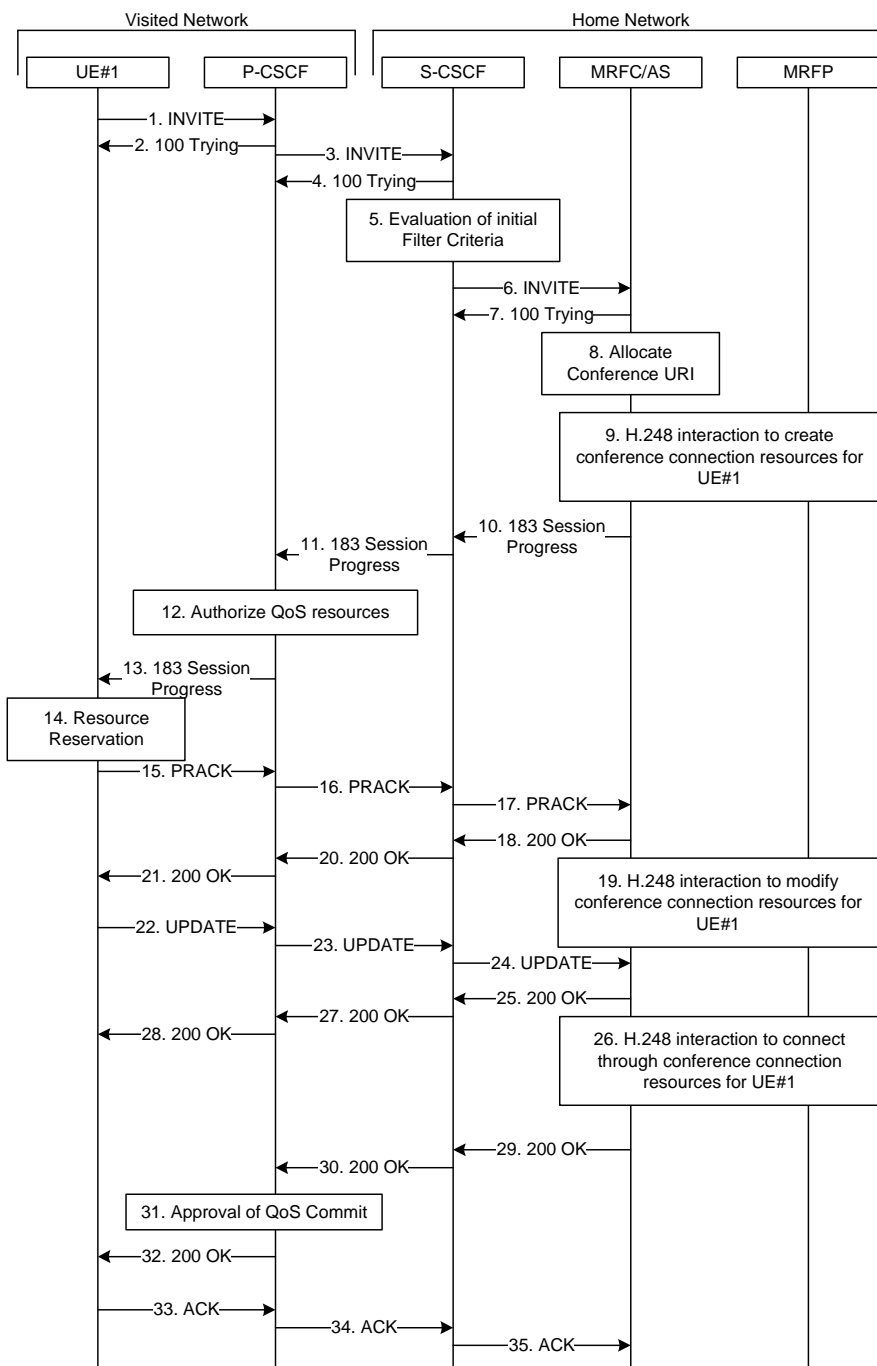 Visited Network
Home Network
UE#1
P-CSCF
S-CSCF
MRFC/AS
MRFP
1. INVITE
2. 100 Trying
3. INVITE
4. 100 Trying
5. Evaluation of initial
Filter Criteria
6. INVITE
7. 100 Trying
8. Allocate
Conference URI
9. H.248 interaction to create
conference connection resources for
UE#1
10. 183 Session
Progress
11. 183 Session
Progress
12. Authorize QoS resources
13. 183 Session
Progress
14. Resource
Reservation
15. PRACK
16. PRACK
17. PRACK
18. 200 OK
19. H.248 interaction to modify
conference connection resources for
UE#1
20. 200 OK
21. 200 OK
22. UPDATE
23. UPDATE
24. UPDATE
25. 200 OK
26. H.248 interaction to connect
through conference connection
resources for UE#1
27. 200 OK
28. 200 OK
29. 200 OK
30. 200 OK
31. Approval of QoS Commit
32. 200 OK
33. ACK
34. ACK
35. ACK